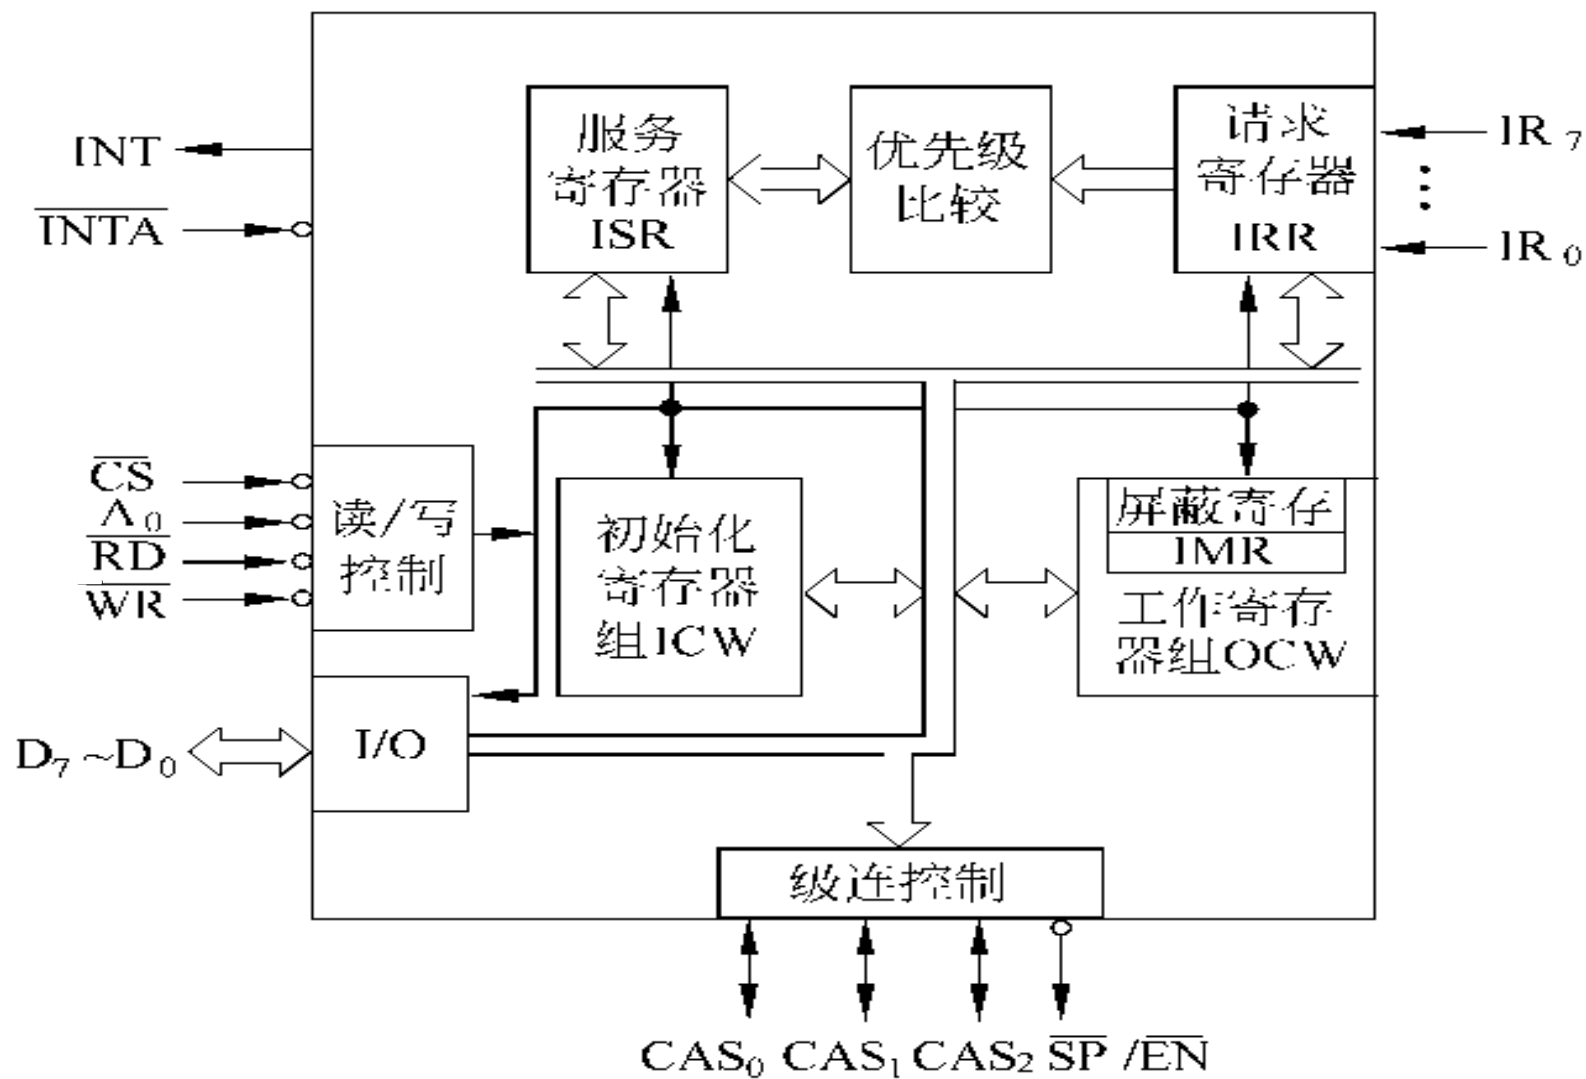 INT
INTA
服务
寄存器
ISR
优先级
比较
请求
寄存器
IRR
IR7
IR0
CS
A0
RD
WR
读/写
控制
初始化
寄存器
组ICW
屏蔽寄存
IMR
工作寄存
器组OCW
D7~D0
I/O
级连控制
CAS0 CAS1 CAS2 SP/EN